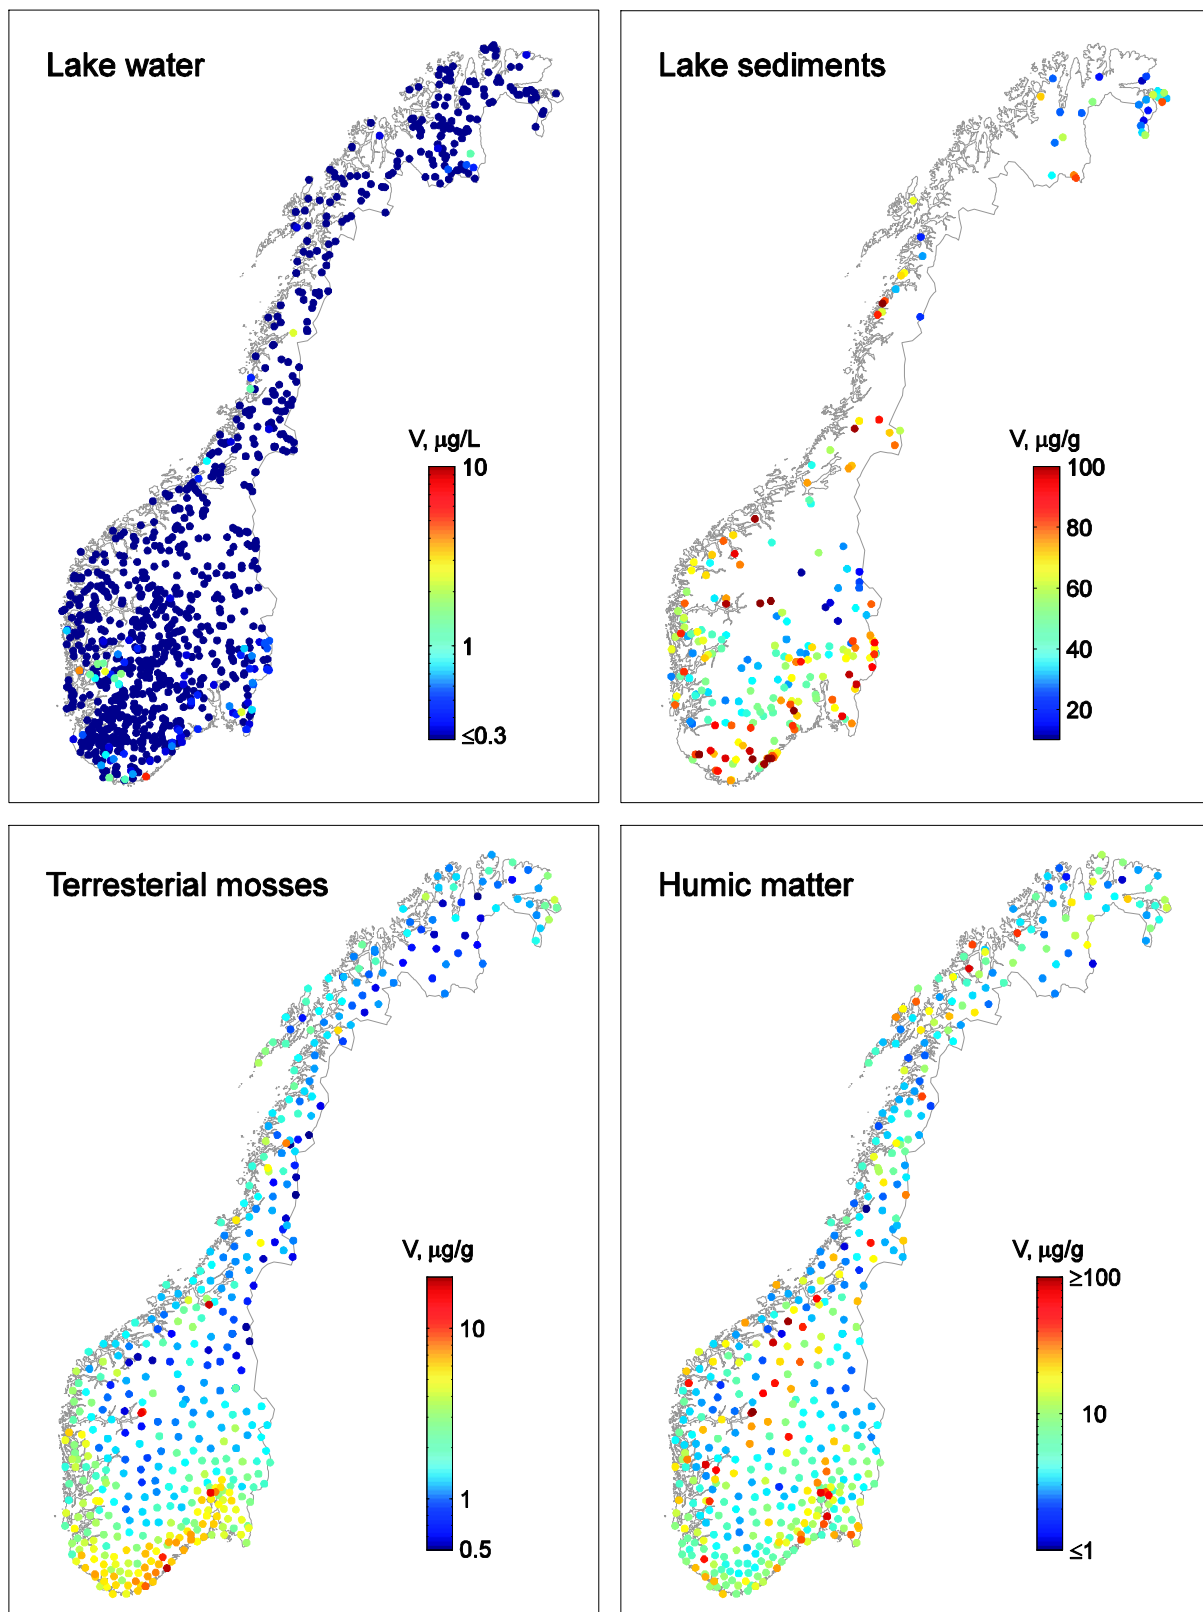 Lake water
V, μg/L
10
1
≤0.3
Lake sediments
V, μg/g
100
80
60
40
20
Terresterial mosses
V, μg/g
10
1
0.5
Humic matter
V, μg/g
≥100
10
≤1